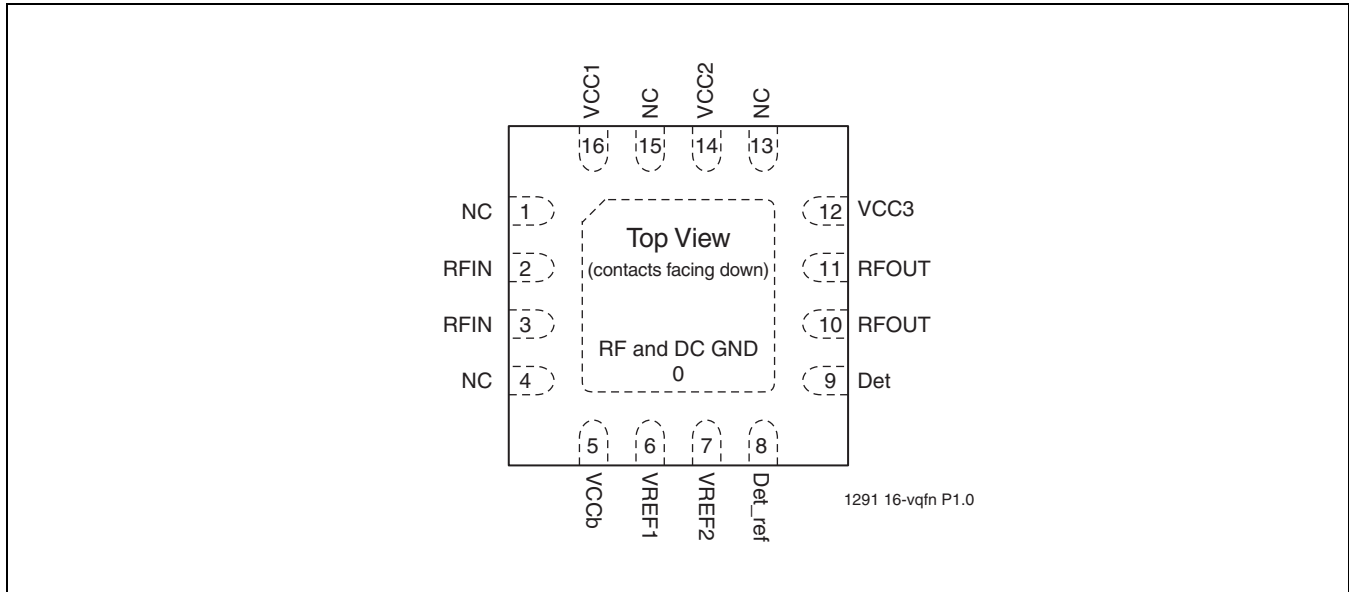 VCC1
NC
VCC2
NC
16
15
14
13
NC 1
12 VCC3
Top View
RFIN 2
(contacts facing down)
11 RFOUT
RFIN 3
10 RFOUT
RF and DC GND
0
NC 4
9 Det
5
6
7
8
VCCb
VREF1
VREF2
Det_ref
1291 16-vqfn P1.0